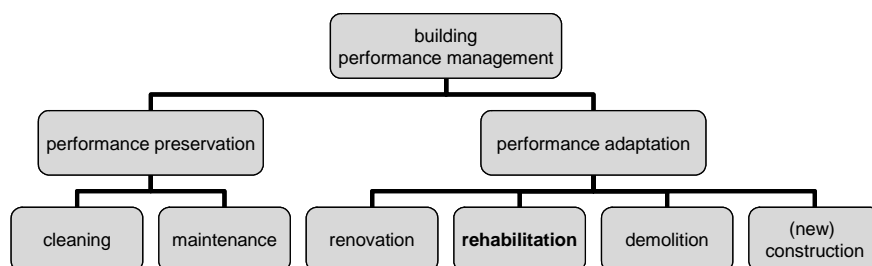 building
performance management
performance preservation
performance adaptation
cleaning
maintenance
renovation
rehabilitation
demolition
(new)
construction